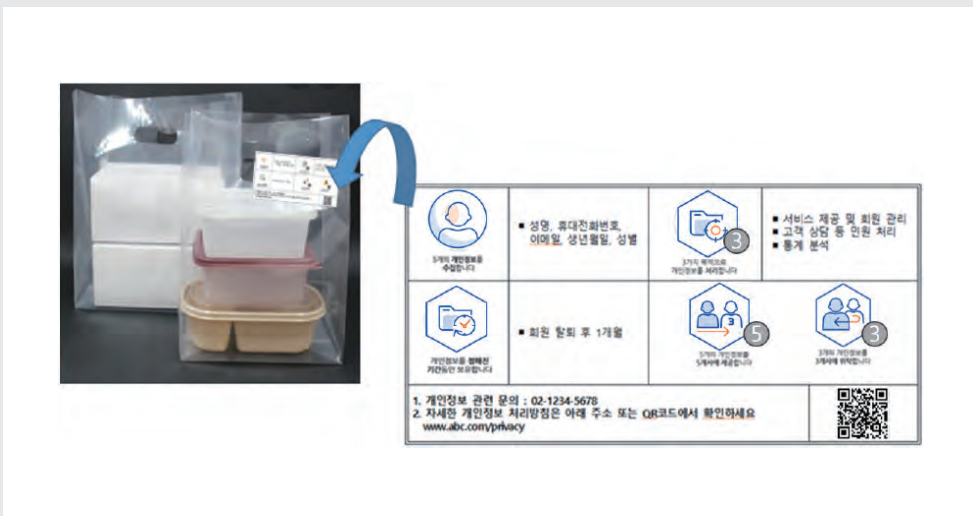 5개의 개인정보를
수집합니다
▪ 성명, 휴대전화번호,
이메일, 생년월일, 성별
3
3가지 목적으로
개인정보를 처리합니다
▪ 서비스 제공 및 회원 관리
▪ 고객 상담 등 민원 처리
▪ 통계 분석
개인정보를 정해진
기간동안 보유합니다
▪ 회원 탈퇴 후 1개월
3
5
5개의 개인정보를
5개사에 제공합니다
3
3개의 개인정보를
3개사에 위탁합니다
1. 개인정보 관련 문의 : 02-1234-5678
2. 자세한 개인정보 처리방침은 아래 주소 또는 QR코드에서 확인하세요
www.abc.com/privacy